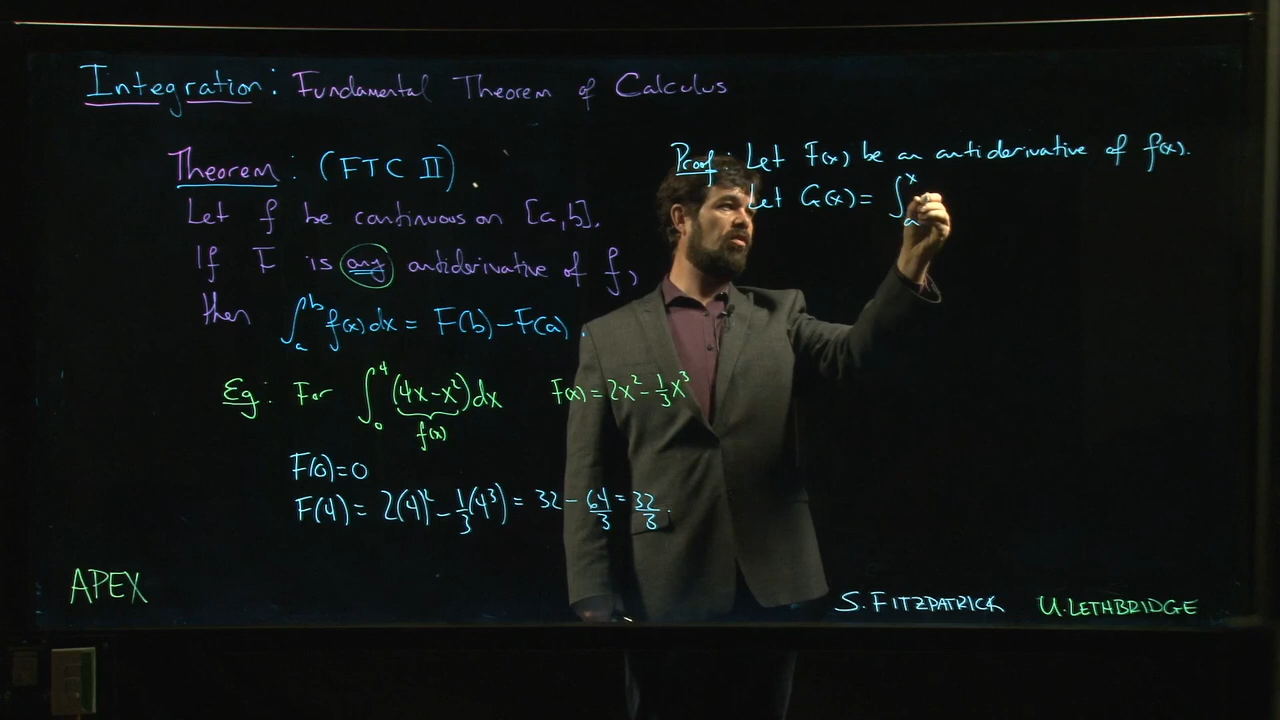 Integration: Fundamental Theorem of Calculus
Theorem: (FTC II)
Let f be continuous on [a,b].
If F is any antiderivative of f,
then ∫_a^b f(x)dx = F(b)-F(a).
Eg: For ∫_0^4 (4x-x²)dx F(x)=2x²-1/3x³
f(x)
F(0)=0
F(4)= 2(4)²-1/3(4³)= 32-64/3=32/3.
Proof: Let F(x) be an antiderivative of f(x).
Let G(x)= ∫_a^x
APEX
S. FITZPATRICK
U. LETHBRIDGE